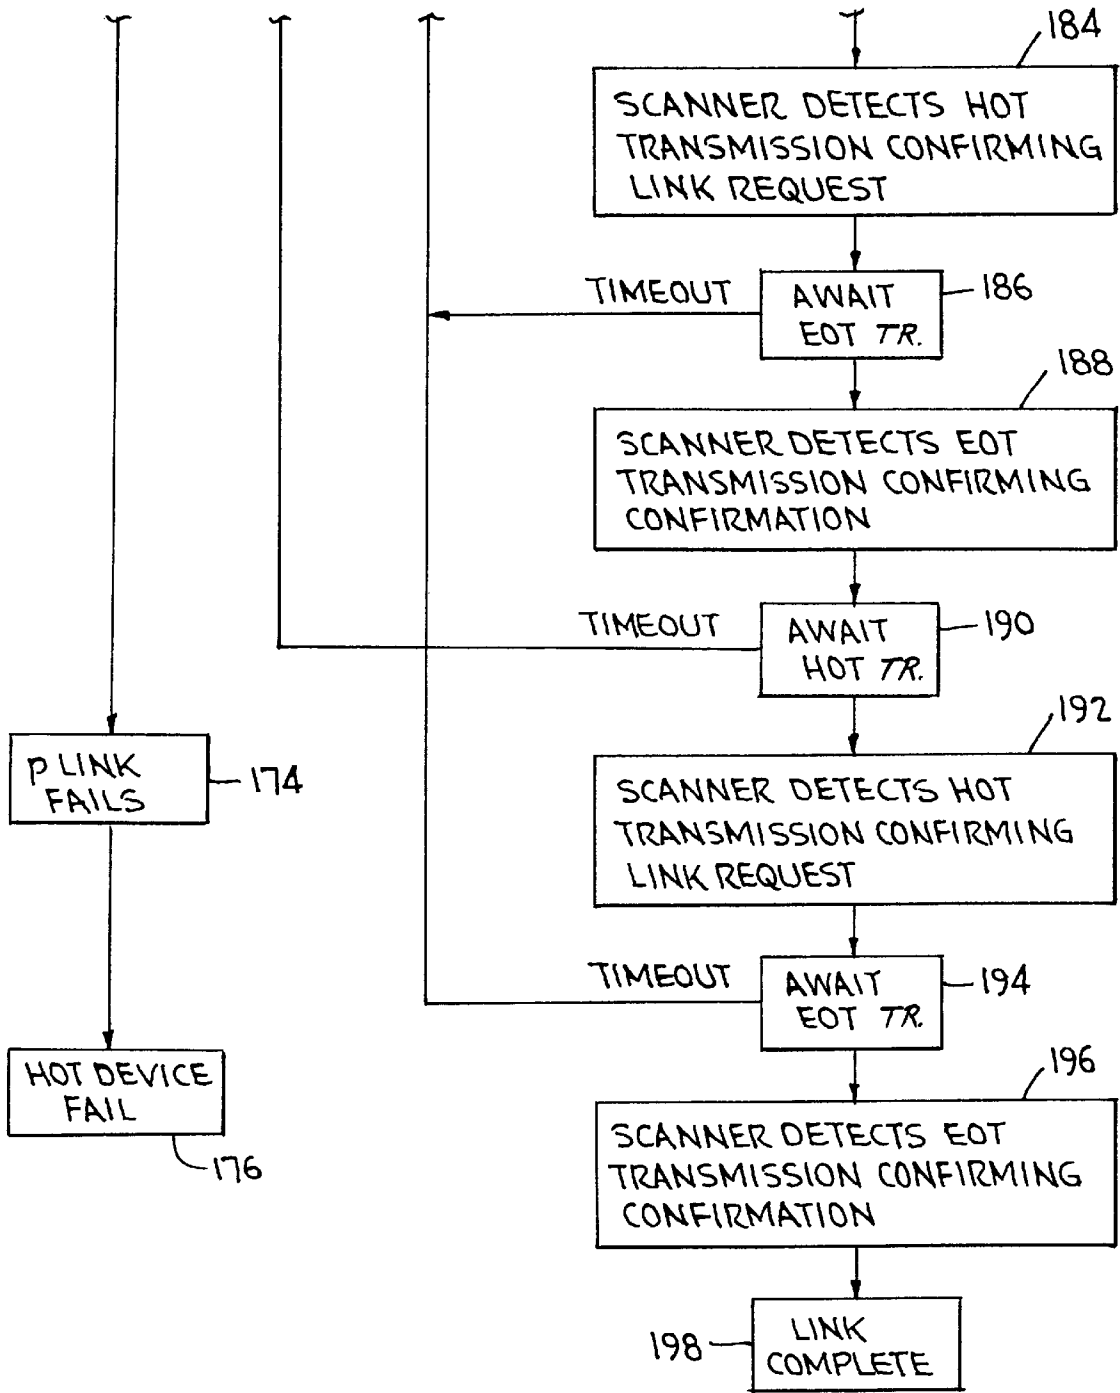 184
SCANNER DETECTS HOT
TRANSMISSION CONFIRMING
LINK REQUEST
TIMEOUT
AWAIT
EOT TR.
186
188
SCANNER DETECTS EOT
TRANSMISSION CONFIRMING
CONFIRMATION
TIMEOUT
AWAIT
HOT TR.
190
192
P LINK
FAILS
174
SCANNER DETECTS HOT
TRANSMISSION CONFIRMING
LINK REQUEST
TIMEOUT
AWAIT
EOT TR.
194
HOT DEVICE
FAIL
176
196
SCANNER DETECTS EOT
TRANSMISSION CONFIRMING
CONFIRMATION
198
LINK
COMPLETE